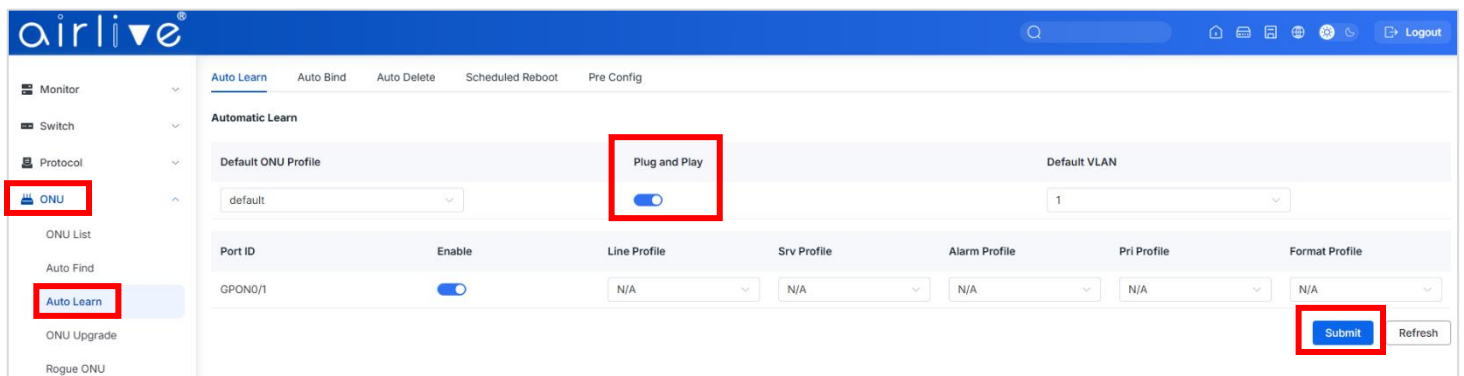 airlive®
Logout
Monitor
Switch
Protocol
ONU
ONU List
Auto Find
Auto Learn
ONU Upgrade
Rogue ONU
Auto Learn Auto Bind Auto Delete Scheduled Reboot Pre Config
Automatic Learn
Default ONU Profile Plug and Play Default VLAN
default 1
Port ID Enable Line Profile Srv Profile Alarm Profile Pri Profile Format Profile
GPON0/1 N/A N/A N/A N/A N/A
Submit Refresh